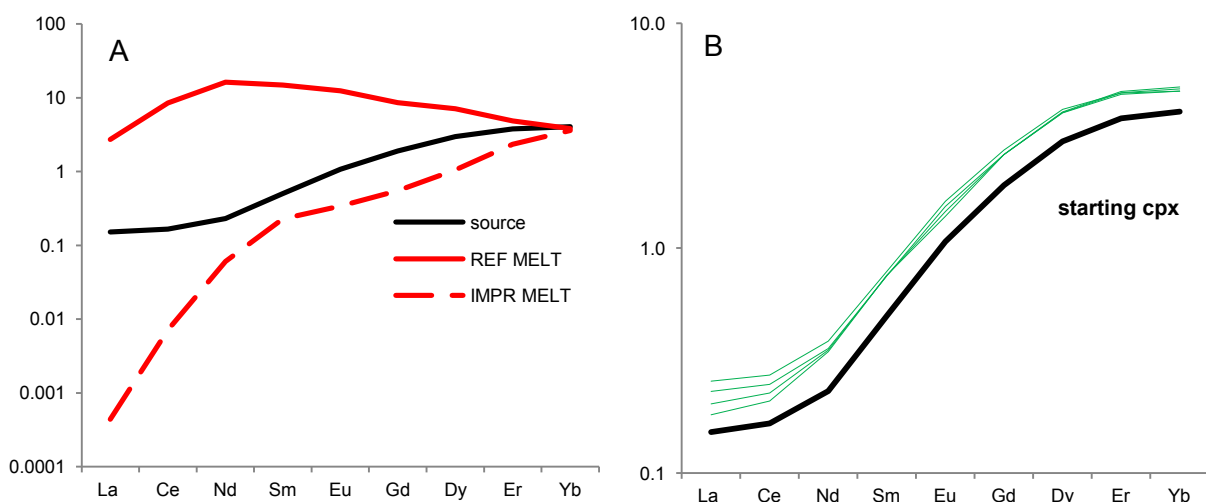 A
100
10
1
0.1
0.01
0.001
0.0001
source
REF MELT
IMPR MELT
La Ce Nd Sm Eu Gd Dy Er Yb
B
10.0
1.0
0.1
starting cpx
La Ce Nd Sm Eu Gd Dy Er Yb